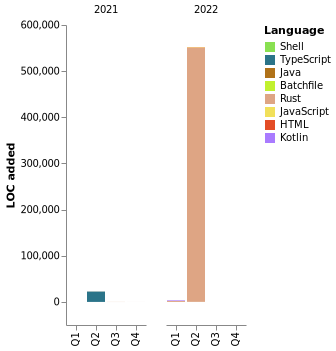 2021 2022
600,000
500,000
400,000
300,000
200,000
100,000
0
LOC added
Q1 Q2 Q3 Q4 Q1 Q2 Q3 Q4
Language
Shell
TypeScript
Java
Batchfile
Rust
JavaScript
HTML
Kotlin